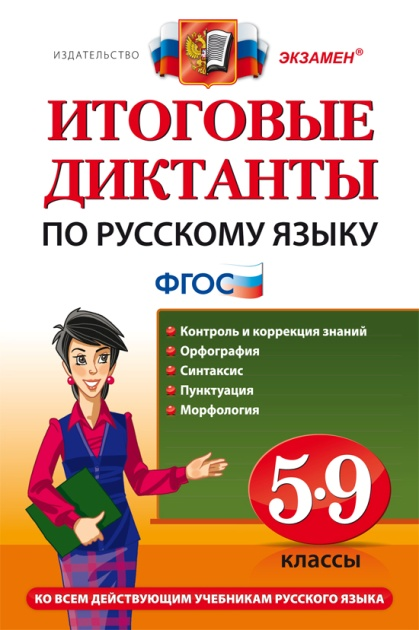 ИЗДАТЕЛЬСТВО ЭКЗАМЕН®
ИТОГОВЫЕ
ДИКТАНТЫ
ПО РУССКОМУ ЯЗЫКУ
ФГОС
Контроль и коррекция знаний
Орфография
Синтаксис
Пунктуация
Морфология
5•9
классы
КО ВСЕМ ДЕЙСТВУЮЩИМ УЧЕБНИКАМ РУССКОГО ЯЗЫКА